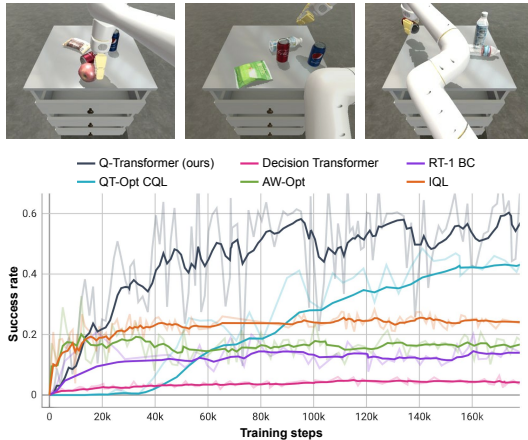 Q-Transformer (ours) Decision Transformer RT-1 BC
QT-Opt CQL AW-Opt IQL
0.6
0.4
0.2
0
Success rate
0 20k 40k 60k 80k 100k 120k 140k 160k
Training steps